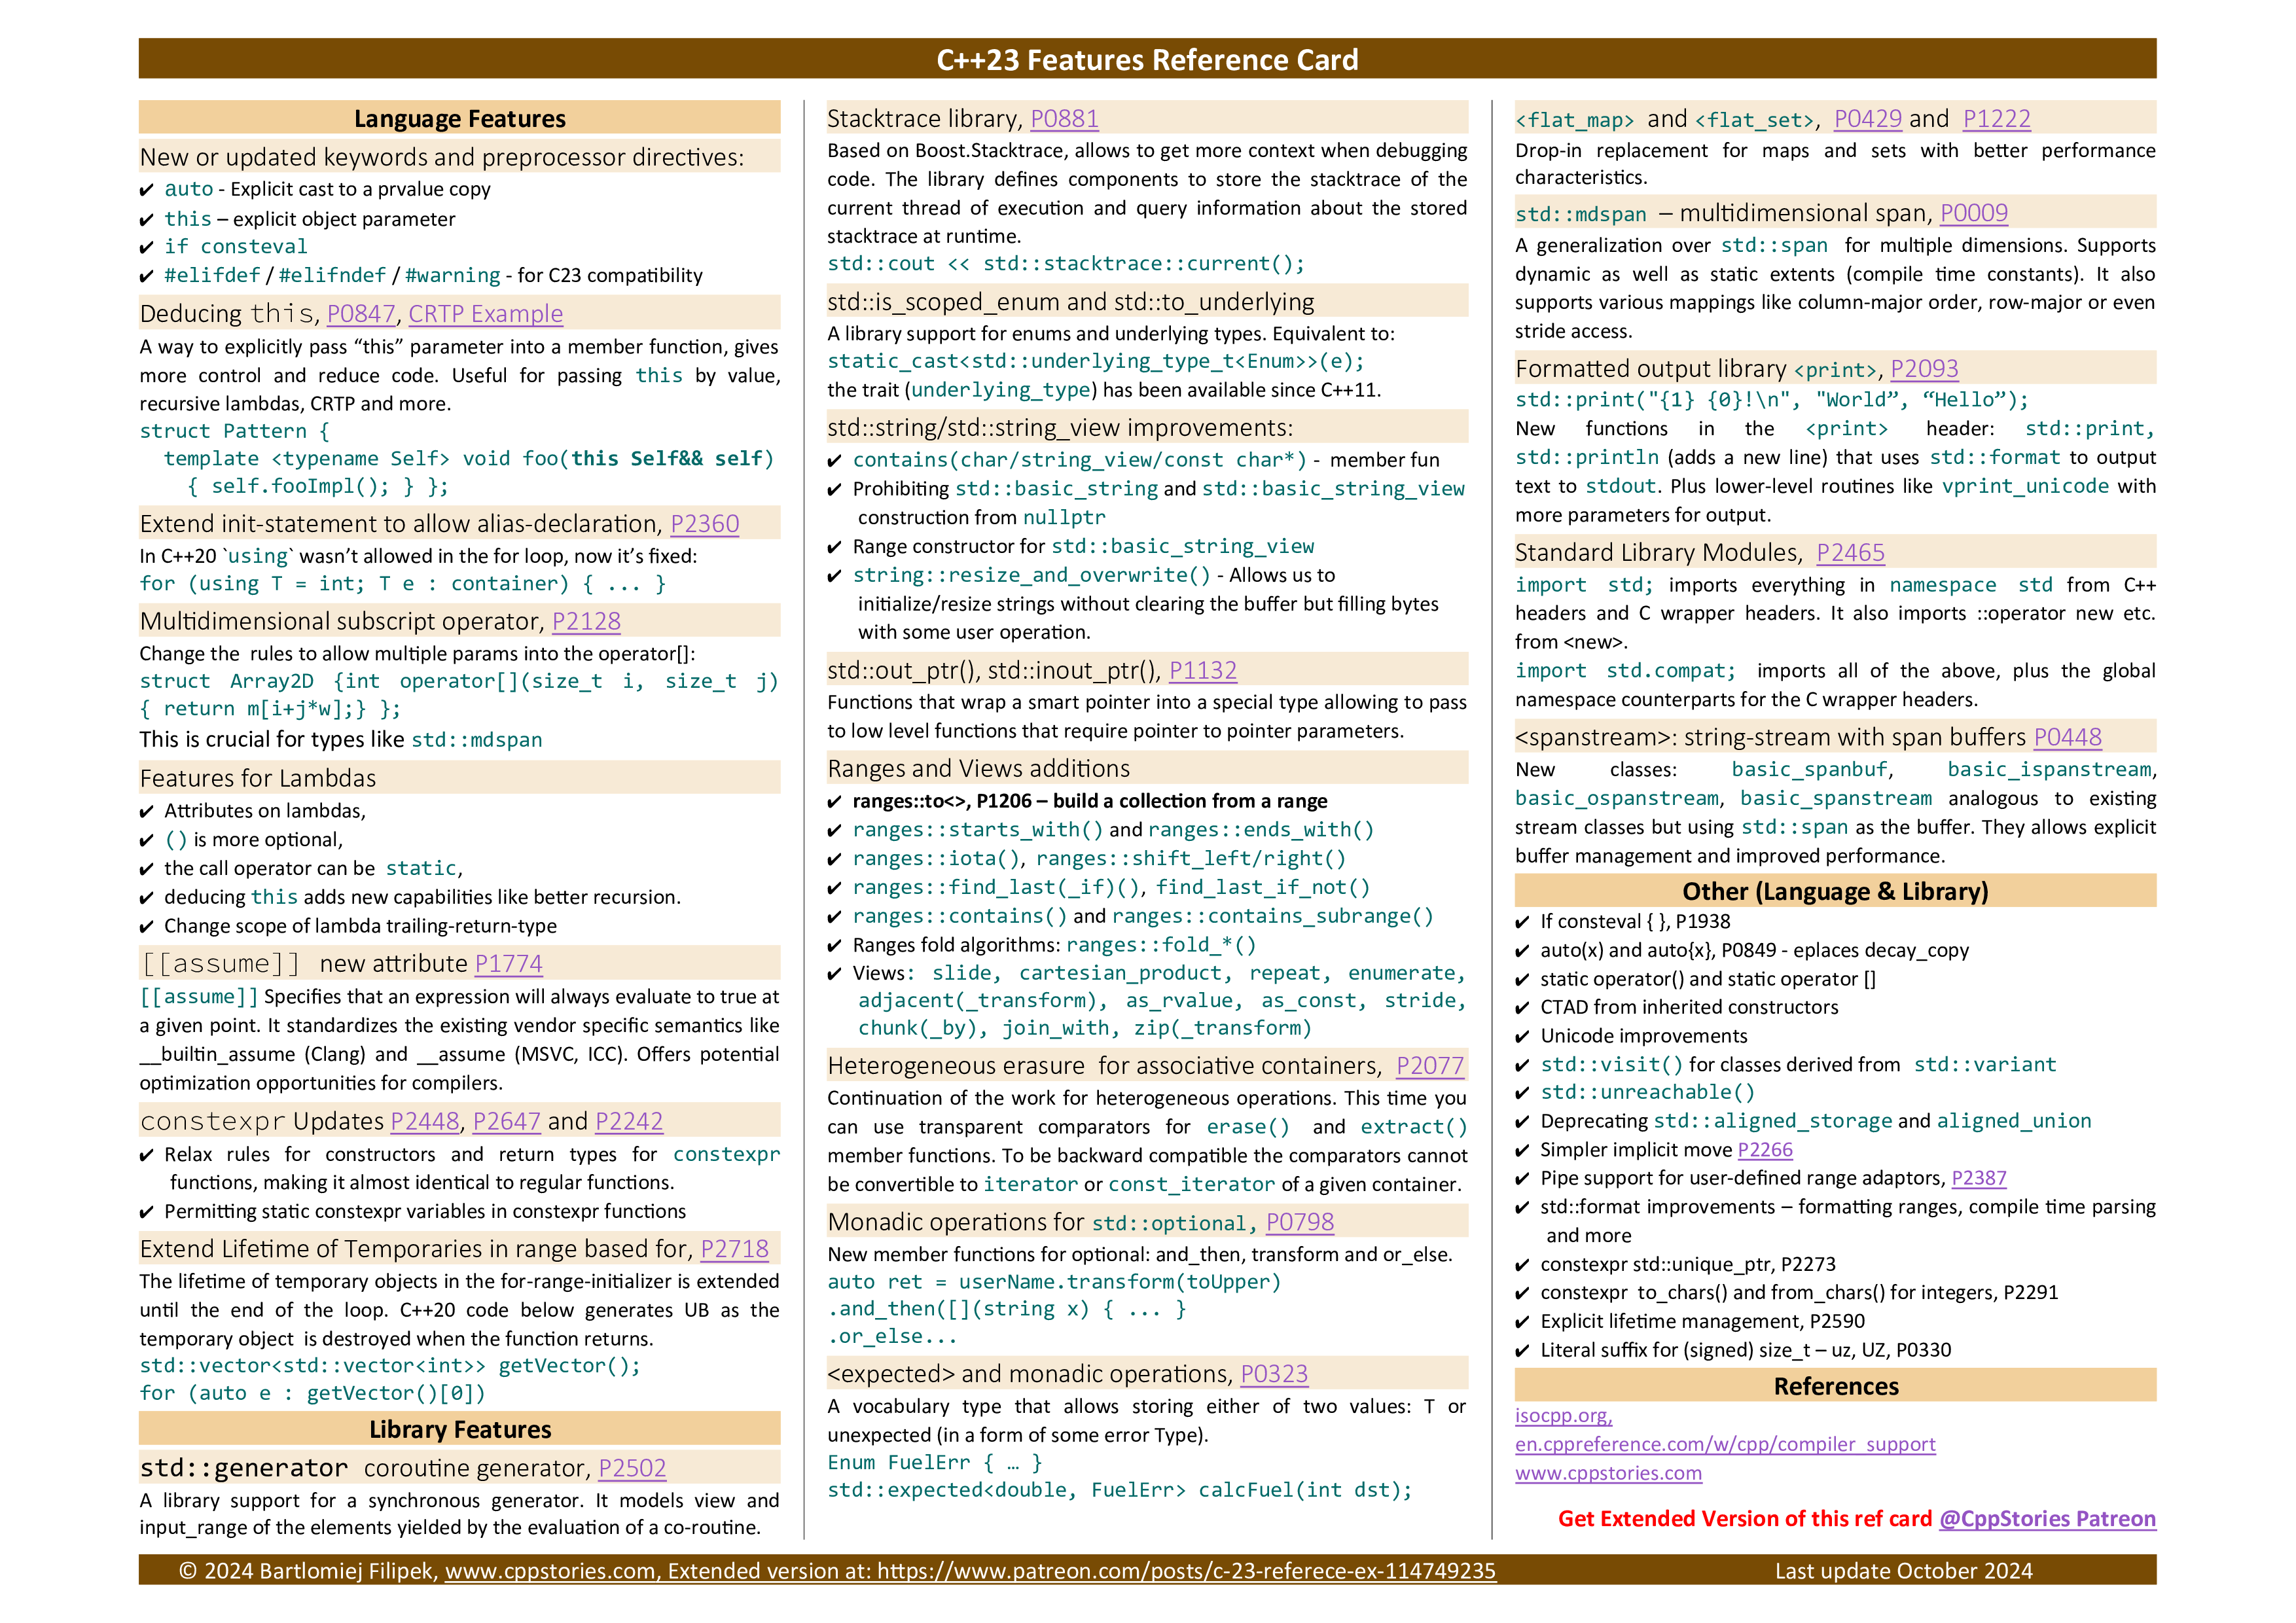 C++23 Features Reference Card
Language Features
New or updated keywords and preprocessor directives:
✔ auto - Explicit cast to a prvalue copy
✔ this – explicit object parameter
✔ if consteval
✔ #elifdef / #elifndef / #warning - for C23 compatibility
Deducing this, P0847, CRTP Example
A way to explicitly pass “this” parameter into a member function, gives
more control and reduce code. Useful for passing this by value,
recursive lambdas, CRTP and more.
struct Pattern {
template <typename Self> void foo(this Self&& self)
{ self.fooImpl(); } };
Extend init-statement to allow alias-declaration, P2360
In C++20 `using` wasn’t allowed in the for loop, now it’s fixed:
for (using T = int; T e : container) { ... }
Multidimensional subscript operator, P2128
Change the rules to allow multiple params into the operator[]:
struct Array2D {int operator[](size_t i, size_t j)
{ return m[i+j*w];} };
This is crucial for types like std::mdspan
Features for Lambdas
✔ Attributes on lambdas,
✔ () is more optional,
✔ the call operator can be static,
✔ deducing this adds new capabilities like better recursion.
✔ Change scope of lambda trailing-return-type
[[assume]] new attribute P1774
[[assume]] Specifies that an expression will always evaluate to true at
a given point. It standardizes the existing vendor specific semantics like
__builtin_assume (Clang) and __assume (MSVC, ICC). Offers potential
optimization opportunities for compilers.
constexpr Updates P2448, P2647 and P2242
✔ Relax rules for constructors and return types for constexpr
functions, making it almost identical to regular functions.
✔ Permitting static constexpr variables in constexpr functions
Extend Lifetime of Temporaries in range based for, P2718
The lifetime of temporary objects in the for-range-initializer is extended
until the end of the loop. C++20 code below generates UB as the
temporary object is destroyed when the function returns.
std::vector<std::vector<int>> getVector();
for (auto e : getVector()[0])
Library Features
std::generator coroutine generator, P2502
A library support for a synchronous generator. It models view and
input_range of the elements yielded by the evaluation of a co-routine.
Stacktrace library, P0881
Based on Boost.Stacktrace, allows to get more context when debugging
code. The library defines components to store the stacktrace of the
current thread of execution and query information about the stored
stacktrace at runtime.
std::cout << std::stacktrace::current();
std::is_scoped_enum and std::to_underlying
A library support for enums and underlying types. Equivalent to:
static_cast<std::underlying_type_t<Enum>>(e);
the trait (underlying_type) has been available since C++11.
std::string/std::string_view improvements:
✔ contains(char/string_view/const char*) - member fun
✔ Prohibiting std::basic_string and std::basic_string_view
construction from nullptr
✔ Range constructor for std::basic_string_view
✔ string::resize_and_overwrite() - Allows us to
initialize/resize strings without clearing the buffer but filling bytes
with some user operation.
std::out_ptr(), std::inout_ptr(), P1132
Functions that wrap a smart pointer into a special type allowing to pass
to low level functions that require pointer to pointer parameters.
Ranges and Views additions
✔ ranges::to<>, P1206 – build a collection from a range
✔ ranges::starts_with() and ranges::ends_with()
✔ ranges::iota(), ranges::shift_left/right()
✔ ranges::find_last(_if)(), find_last_if_not()
✔ ranges::contains() and ranges::contains_subrange()
✔ Ranges fold algorithms: ranges::fold_*()
✔ Views: slide, cartesian_product, repeat, enumerate,
adjacent(_transform), as_rvalue, as_const, stride,
chunk(_by), join_with, zip(_transform)
Heterogeneous erasure for associative containers, P2077
Continuation of the work for heterogeneous operations. This time you
can use transparent comparators for erase() and extract()
member functions. To be backward compatible the comparators cannot
be convertible to iterator or const_iterator of a given container.
Monadic operations for std::optional, P0798
New member functions for optional: and_then, transform and or_else.
auto ret = userName.transform(toUpper)
.and_then([](string x) { ... }
.or_else...
<expected> and monadic operations, P0323
A vocabulary type that allows storing either of two values: T or
unexpected (in a form of some error Type).
Enum FuelErr { … }
std::expected<double, FuelErr> calcFuel(int dst);
<flat_map> and <flat_set>, P0429 and P1222
Drop-in replacement for maps and sets with better performance
characteristics.
std::mdspan – multidimensional span, P0009
A generalization over std::span for multiple dimensions. Supports
dynamic as well as static extents (compile time constants). It also
supports various mappings like column-major order, row-major or even
stride access.
Formatted output library <print>, P2093
std::print("{1} {0}!\n", "World”, “Hello”);
New functions in the <print> header: std::print,
std::println (adds a new line) that uses std::format to output
text to stdout. Plus lower-level routines like vprint_unicode with
more parameters for output.
Standard Library Modules, P2465
import std; imports everything in namespace std from C++
headers and C wrapper headers. It also imports ::operator new etc.
from <new>.
import std.compat; imports all of the above, plus the global
namespace counterparts for the C wrapper headers.
<spanstream>: string-stream with span buffers P0448
New classes: basic_spanbuf, basic_ispanstream,
basic_ospanstream, basic_spanstream analogous to existing
stream classes but using std::span as the buffer. They allows explicit
buffer management and improved performance.
Other (Language & Library)
✔ If consteval { }, P1938
✔ auto(x) and auto{x}, P0849 - eplaces decay_copy
✔ static operator() and static operator []
✔ CTAD from inherited constructors
✔ Unicode improvements
✔ std::visit() for classes derived from std::variant
✔ std::unreachable()
✔ Deprecating std::aligned_storage and aligned_union
✔ Simpler implicit move P2266
✔ Pipe support for user-defined range adaptors, P2387
✔ std::format improvements – formatting ranges, compile time parsing
and more
✔ constexpr std::unique_ptr, P2273
✔ constexpr to_chars() and from_chars() for integers, P2291
✔ Explicit lifetime management, P2590
✔ Literal suffix for (signed) size_t – uz, UZ, P0330
References
isocpp.org,
en.cppreference.com/w/cpp/compiler_support
www.cppstories.com
Get Extended Version of this ref card @CppStories Patreon
© 2024 Bartlomiej Filipek, www.cppstories.com, Extended version at: https://www.patreon.com/posts/c-23-referece-ex-114749235 Last update October 2024